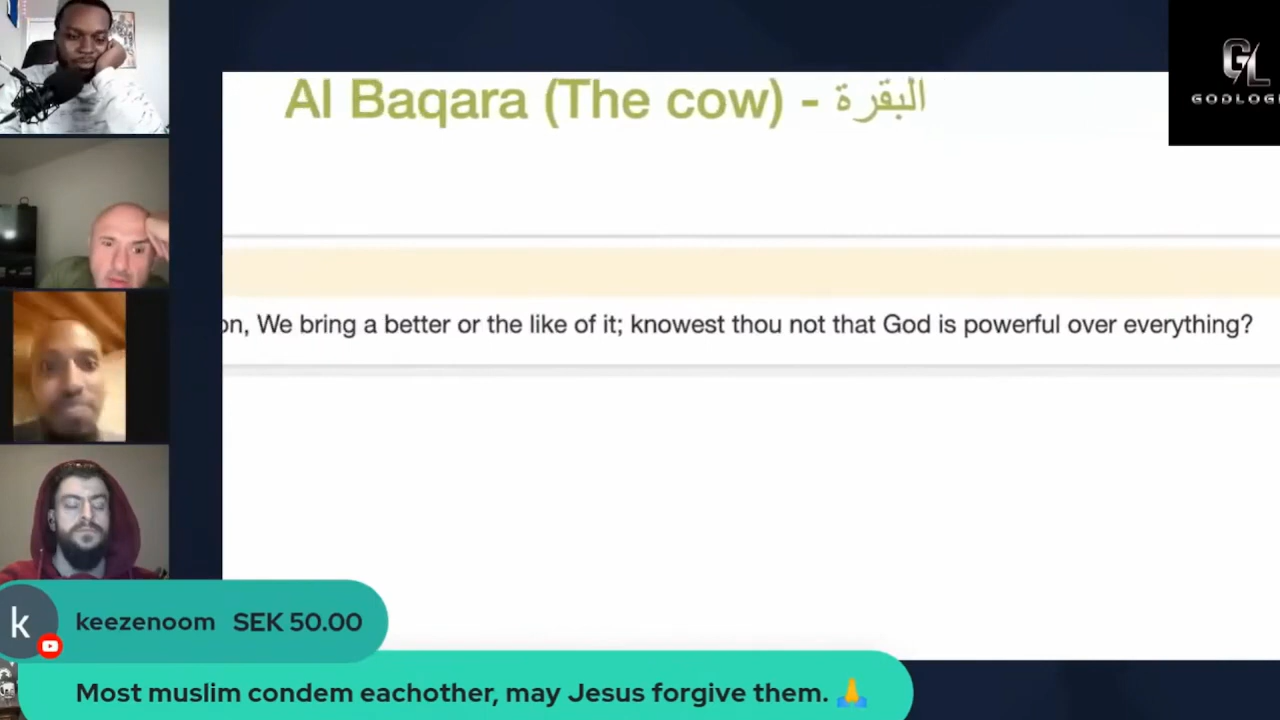 Al Baqara (The cow) - البقرة
GL
GODLOGI
on, We bring a better or the like of it; knowest thou not that God is powerful over everything?
k
keezenoom SEK 50.00
Most muslim condem eachother, may Jesus forgive them. 🙏